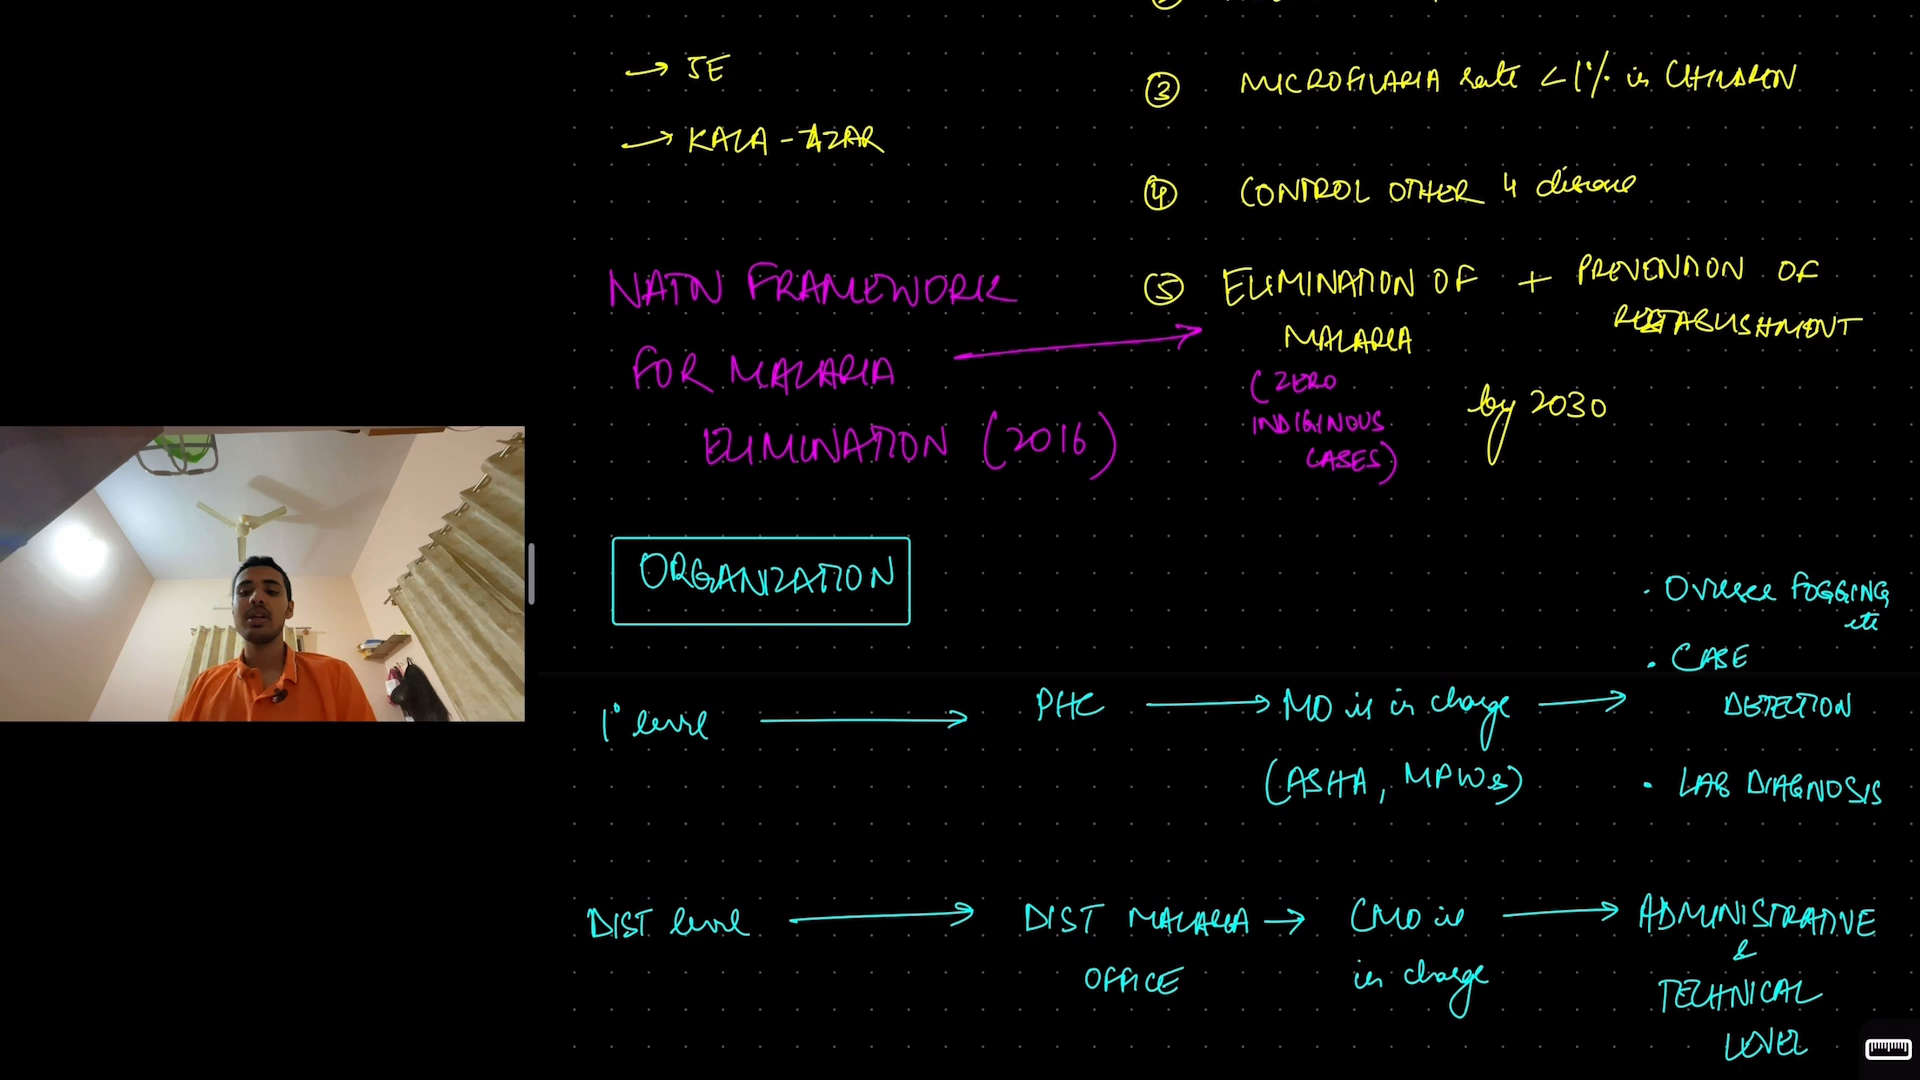 → JE
→ KALA-AZAR
③ MICROFILARIA rate <1% in CHILDREN
④ CONTROL OTHER 4 disease
NATN FRAMEWORK
FOR MALARIA
ELIMINATION (2016)
⑤ ELIMINATION OF + PREVENTION OF
MALARIA REESTABLISHMENT
(ZERO
INDIGINOUS
CASES)
by 2030
ORGANIZATION
1° level → PHC → MO is in charge →
(ASHA, MPWs)
. Oversee FOGGING
etc
. CASE
DETECTION
. LAB DIAGNOSIS
DIST level → DIST MALARIA → CMO is → ADMINISTRATIVE
OFFICE in charge &
TECHNICAL
LEVEL